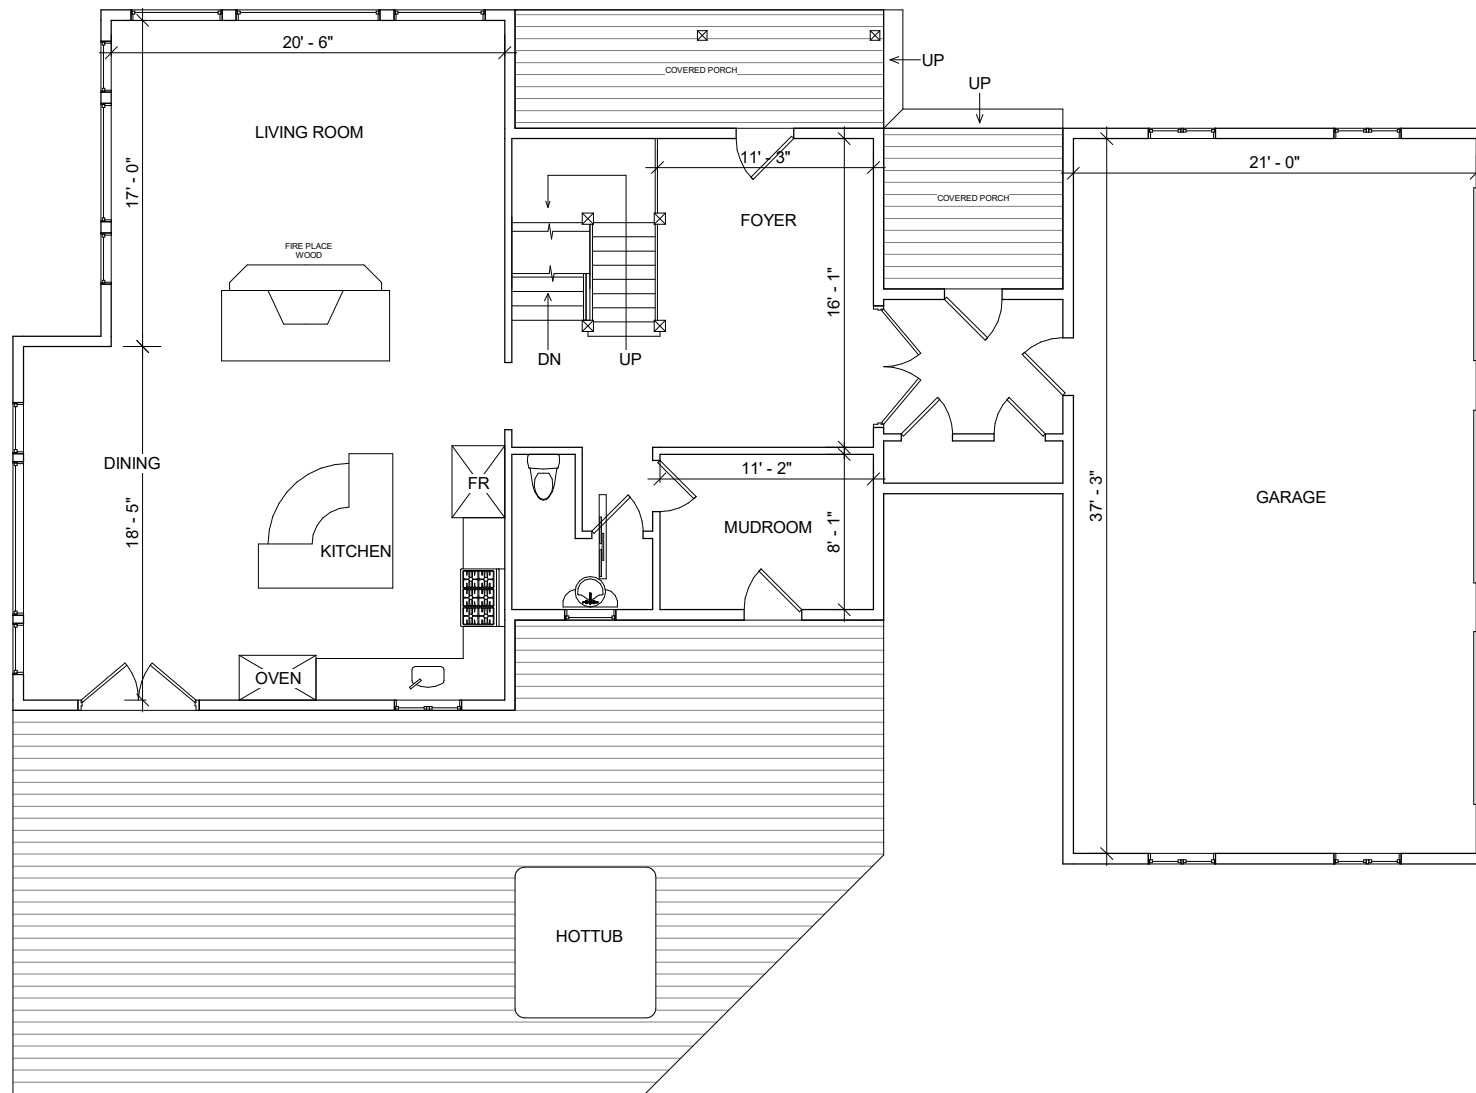 20' - 6"
COVERED PORCH
UP
UP
LIVING ROOM
17' - 0"
11' - 3"
21' - 0"
COVERED PORCH
FOYER
FIRE PLACE
WOOD
16' - 1"
DN
UP
DINING
FR
11' - 2"
18' - 5"
KITCHEN
MUDROOM
8' - 1"
37' - 3"
GARAGE
OVEN
HOTTUB